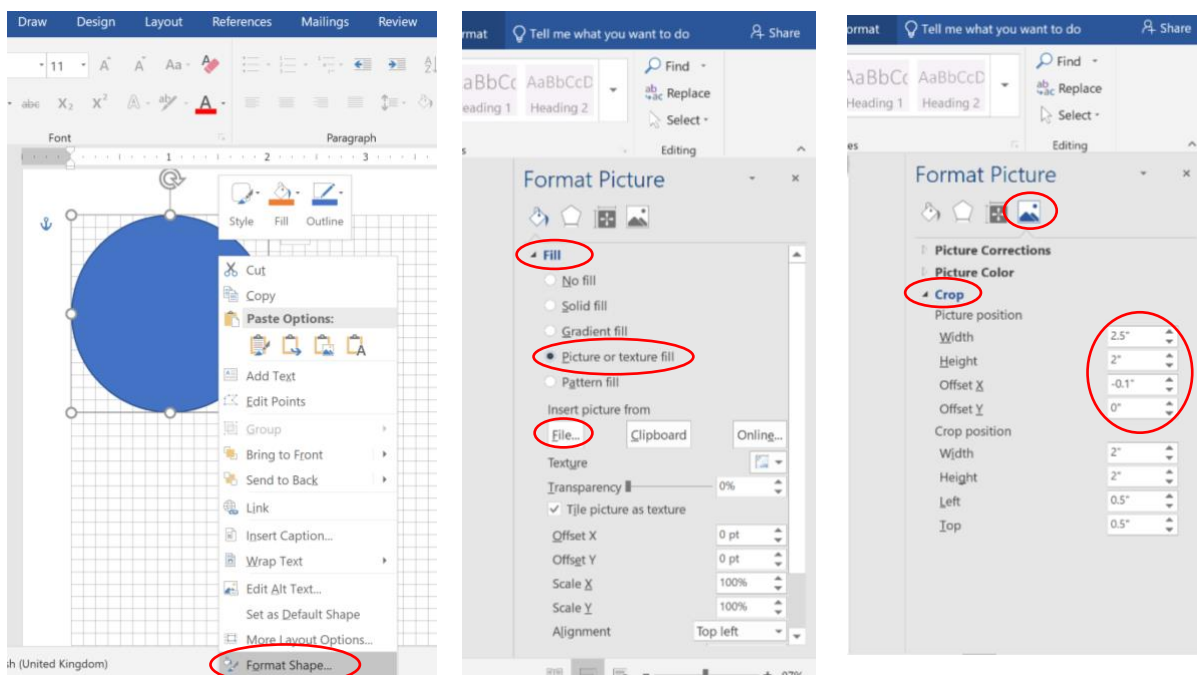 Draw Design Layout References Mailings Review
11 A A Aa A
abc X₂ X² A aby A
Font Paragraph
1 2 3
Style Fill Outline
Cut
Copy
Paste Options:
Add Text
Edit Points
Group
Bring to Front
Send to Back
Link
Insert Caption...
Wrap Text
Edit Alt Text...
Set as Default Shape
More Layout Options...
Format Shape...
sh (United Kingdom)
rmat Tell me what you want to do Share
aBbCc AaBbCcD
eading 1 Heading 2
Find
Replace
Select
s Editing
Format Picture
Fill
No fill
Solid fill
Gradient fill
Picture or texture fill
Pattern fill
Insert picture from
File... Clipboard Online...
Texture
Transparency 0%
Tile picture as texture
Offset X 0 pt
Offset Y 0 pt
Scale X 100%
Scale Y 100%
Alignment Top left
ormat Tell me what you want to do Share
AaBbCc AaBbCcD
Heading 1 Heading 2
Find
Replace
Select
es Editing
Format Picture
Picture Corrections
Picture Color
Crop
Picture position
Width 2.5"
Height 2"
Offset X -0.1"
Offset Y 0"
Crop position
Width 2"
Height 2"
Left 0.5"
Top 0.5"